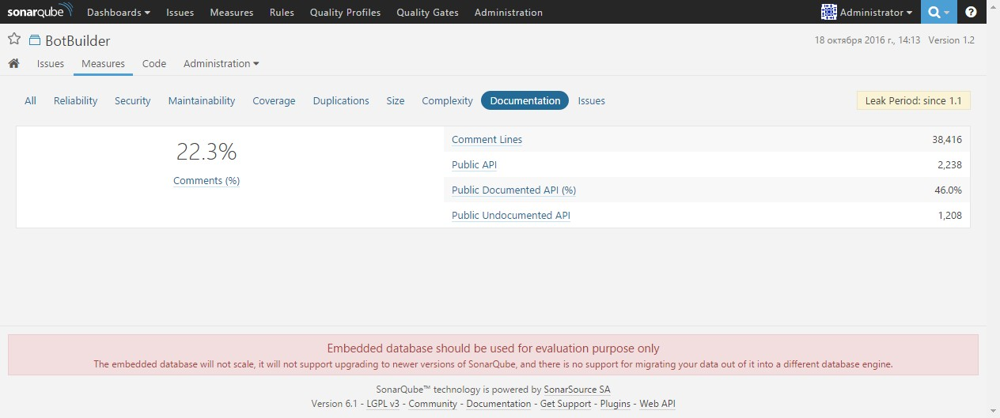 sonarqube Dashboards Issues Measures Rules Quality Profiles Quality Gates Administration Administrator ?
BotBuilder 18 октября 2016 г., 14:13 Version 1.2
Issues Measures Code Administration
All Reliability Security Maintainability Coverage Duplications Size Complexity Documentation Issues Leak Period: since 1.1
22.3%
Comments (%)
Comment Lines 38,416
Public API 2,238
Public Documented API (%) 46.0%
Public Undocumented API 1,208
Embedded database should be used for evaluation purpose only
The embedded database will not scale, it will not support upgrading to newer versions of SonarQube, and there is no support for migrating your data out of it into a different database engine.
SonarQube™ technology is powered by SonarSource SA
Version 6.1 - LGPL v3 - Community - Documentation - Get Support - Plugins - Web API